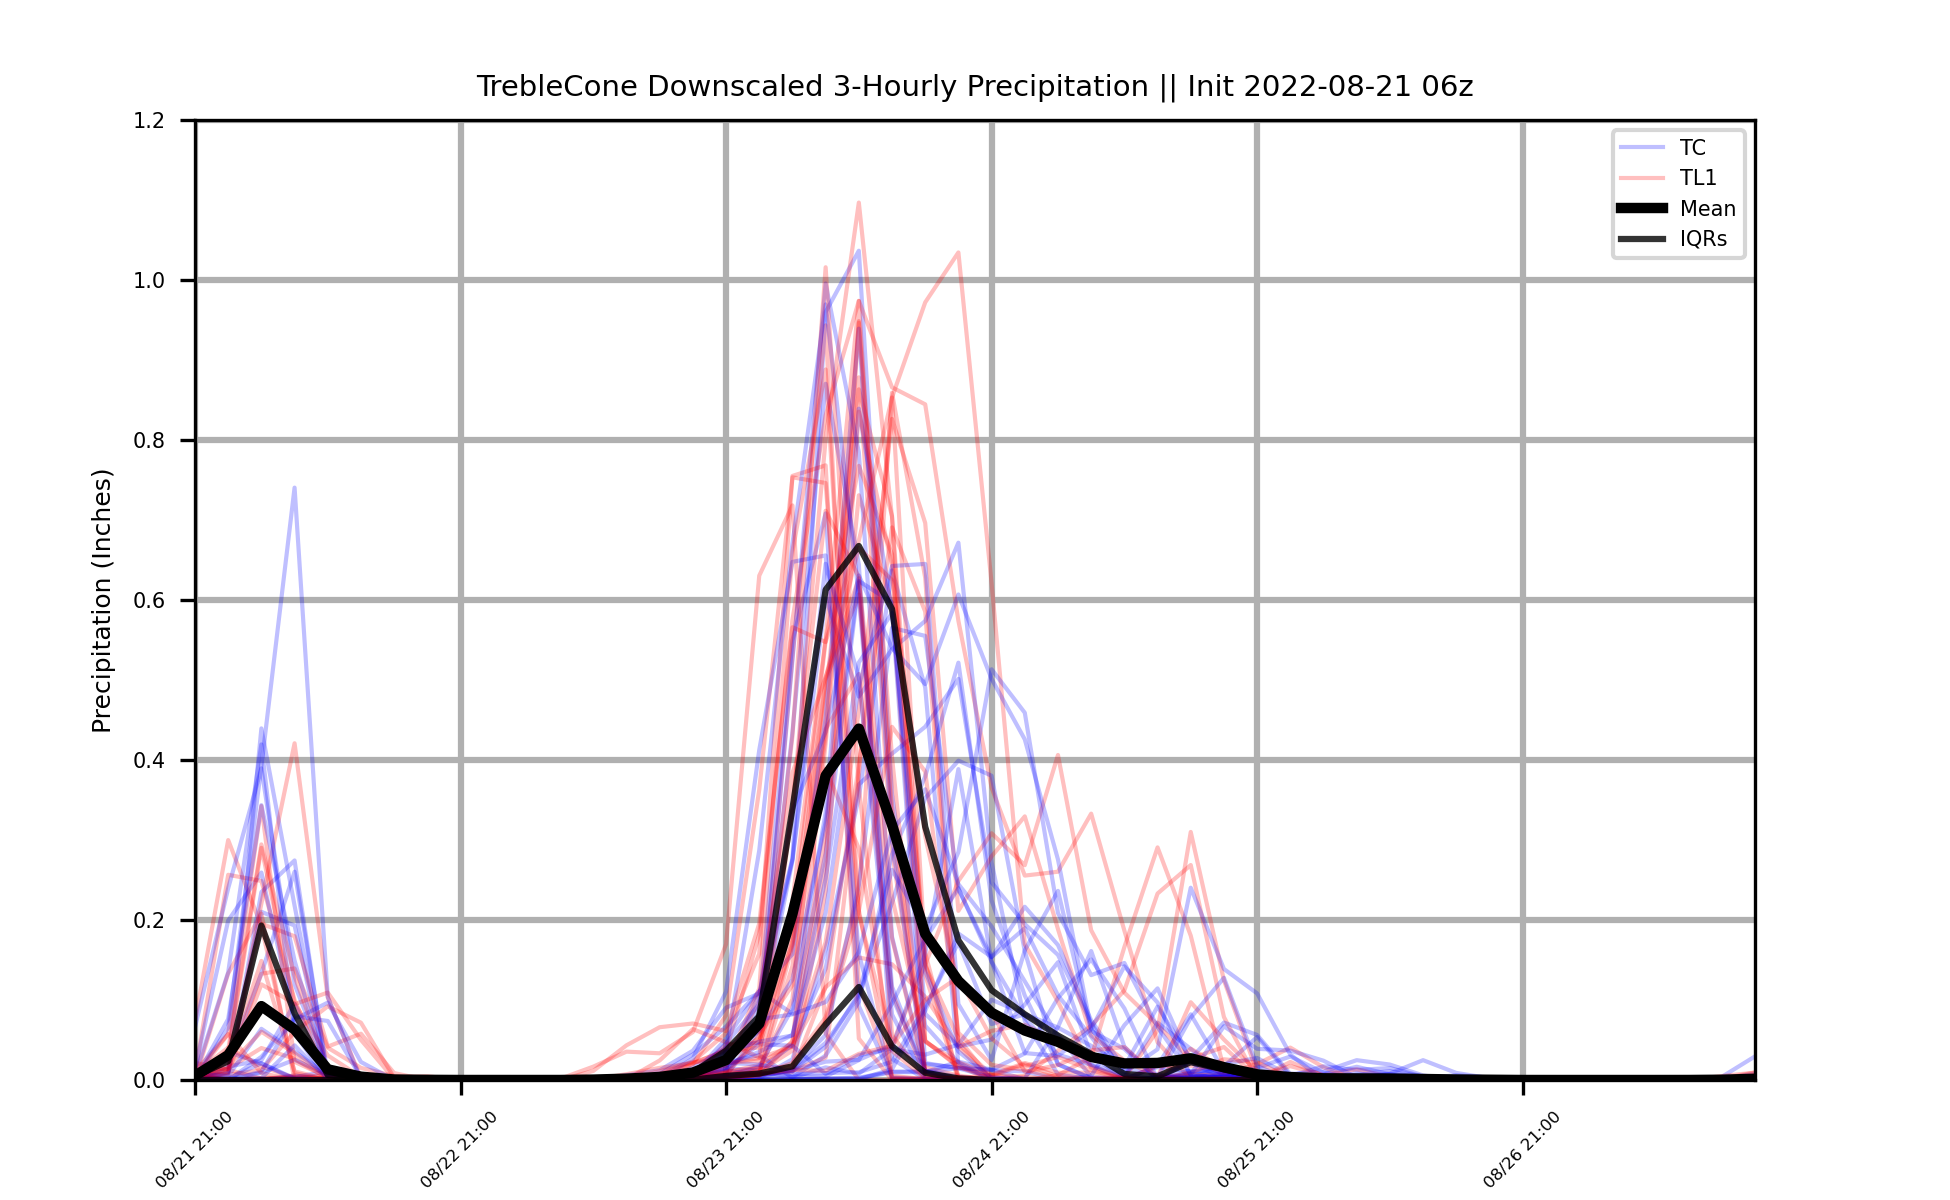 TrebleCone Downscaled 3-Hourly Precipitation || Init 2022-08-21 06z
Precipitation (Inches)
1.2
1.0
0.8
0.6
0.4
0.2
0.0
TC
TL1
Mean
IQRs
08/21 21:00
08/22 21:00
08/23 21:00
08/24 21:00
08/25 21:00
08/26 21:00